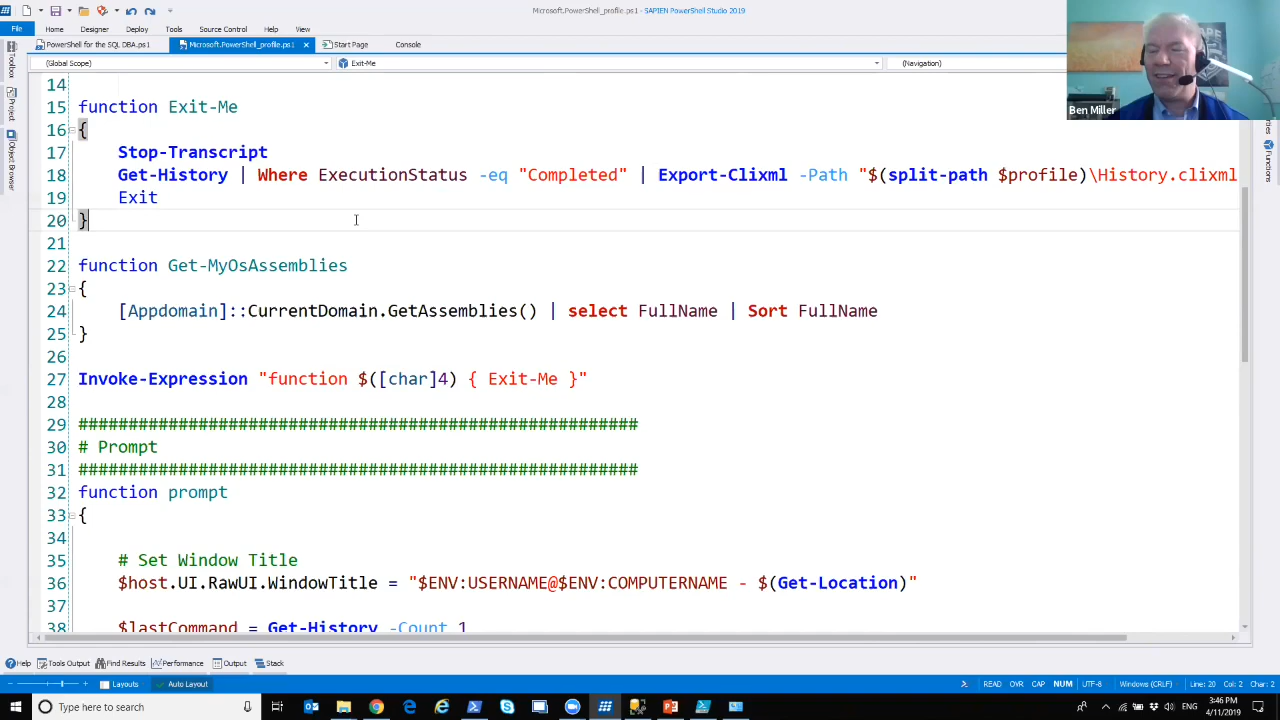 Microsoft.PowerShell_profile.ps1 - SAPIEN PowerShell Studio 2019
File Home Designer Deploy Tools Source Control Help View
PowerShell for the SQL DBA.ps1 Microsoft.PowerShell_profile.ps1 Start Page Console
(Global Scope) Exit-Me (Navigation)
Ben Miller
Toolbox
Project
Object Browser
Functions
14
15 function Exit-Me
16 {
17 Stop-Transcript
18 Get-History | Where ExecutionStatus -eq "Completed" | Export-Clixml -Path "$(split-path $profile)\History.clixml
19 Exit
20 }
21
22 function Get-MyOsAssemblies
23 {
24 [Appdomain]::CurrentDomain.GetAssemblies() | select FullName | Sort FullName
25 }
26
27 Invoke-Expression "function $([char]4) { Exit-Me }"
28
29 ########################################################
30 # Prompt
31 ########################################################
32 function prompt
33 {
34
35 # Set Window Title
36 $host.UI.RawUI.WindowTitle = "$ENV:USERNAME@$ENV:COMPUTERNAME - $(Get-Location)"
37
38 $lastCommand = Get-History -Count 1
Help Tools Output Find Results Performance Output Stack
Layouts Auto Layout READ OVR CAP NUM UTF-8 Windows (CRLF) Line: 20 Col: 2 Char: 2
Type here to search
ENG
3:46 PM
4/11/2019